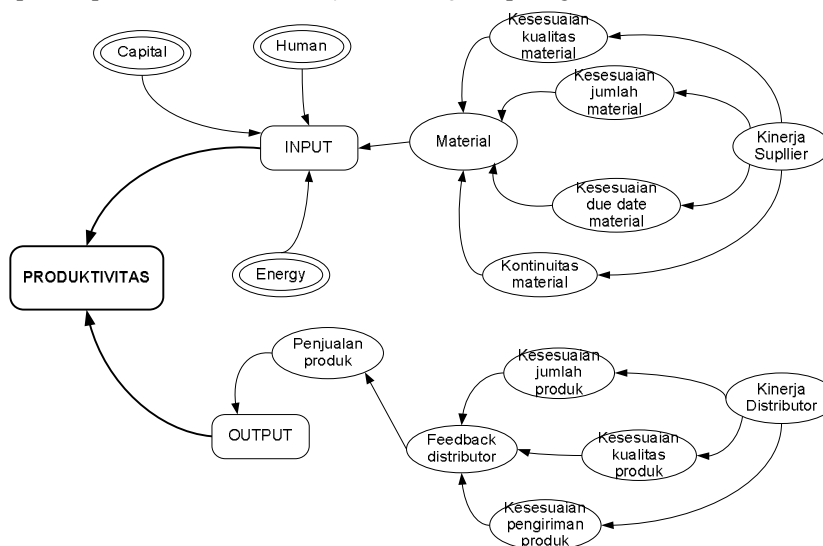 Capital
Human
Kesesuaian
kualitas
material
Kesesuaian
jumlah
material
INPUT
Material
Kinerja
Supllier
Kesesuaian
due date
material
Energy
Kontinuitas
material
PRODUKTIVITAS
Penjualan
produk
Kesesuaian
jumlah
produk
Kinerja
Distributor
OUTPUT
Feedback
distributor
Kesesuaian
kualitas
produk
Kesesuaian
pengiriman
produk